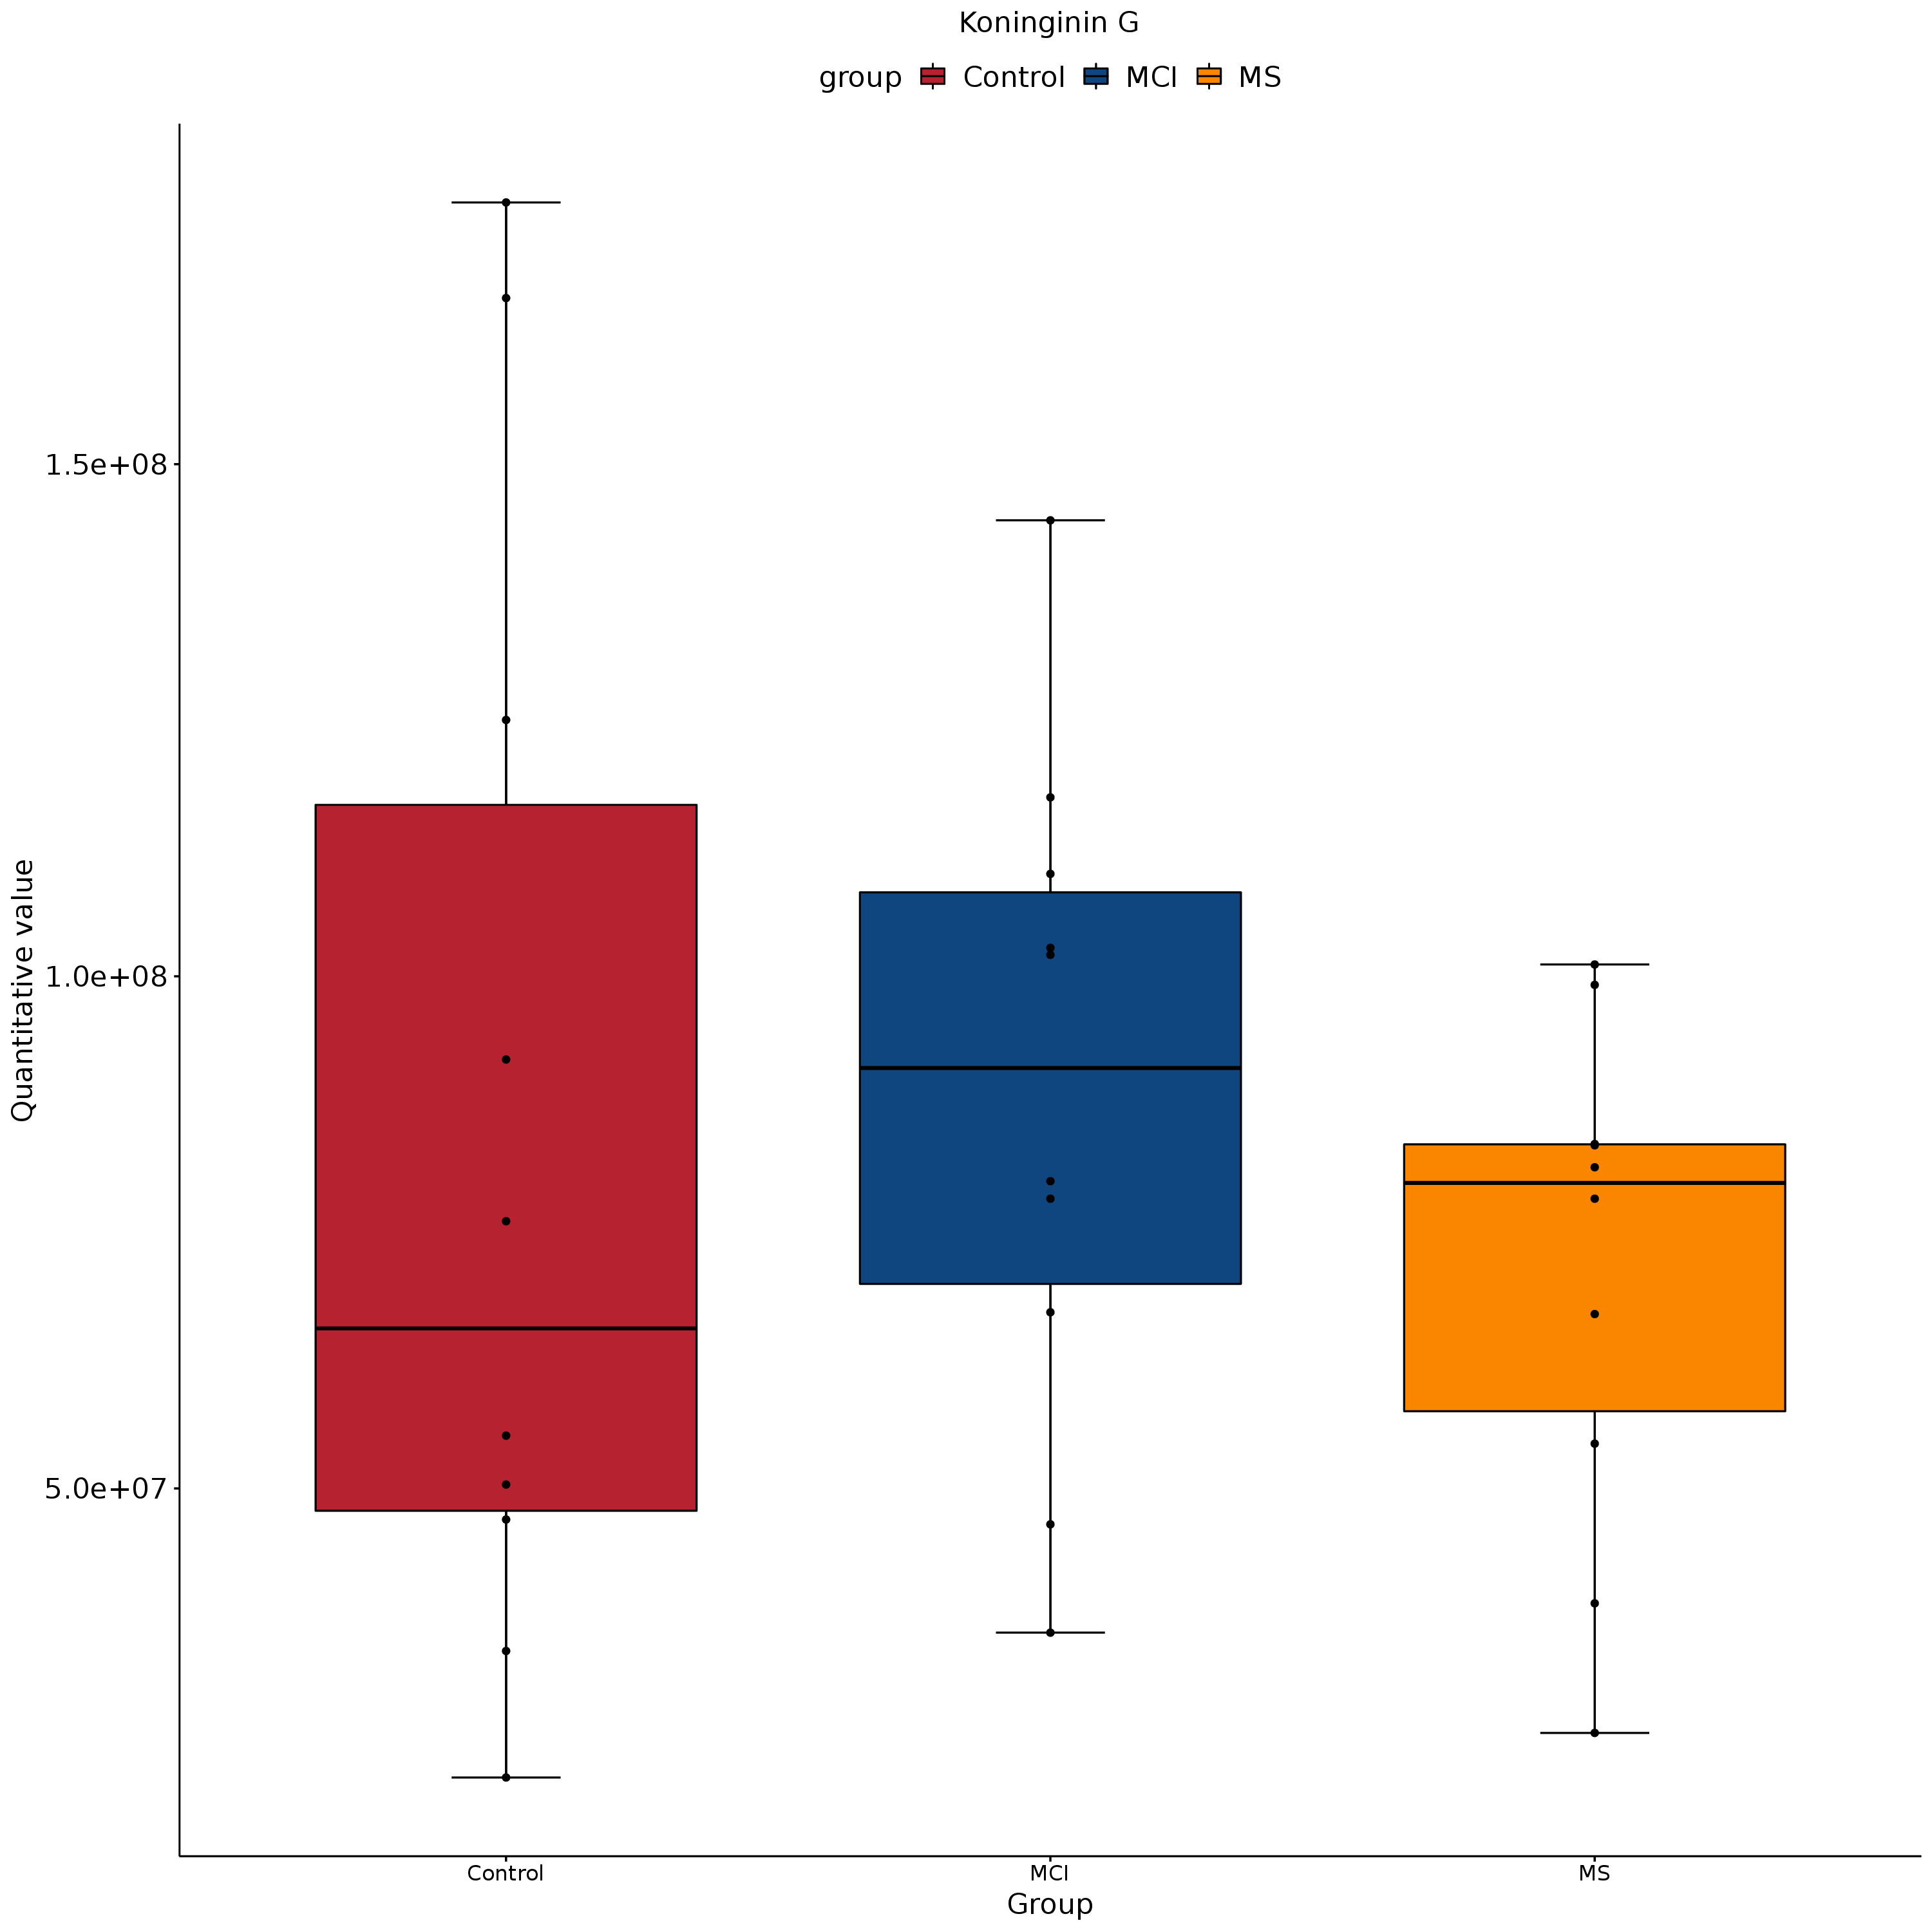 Koninginin G
group Control MCI MS
Quantitative value
1.5e+08
1.0e+08
5.0e+07
Control MCI MS
Group